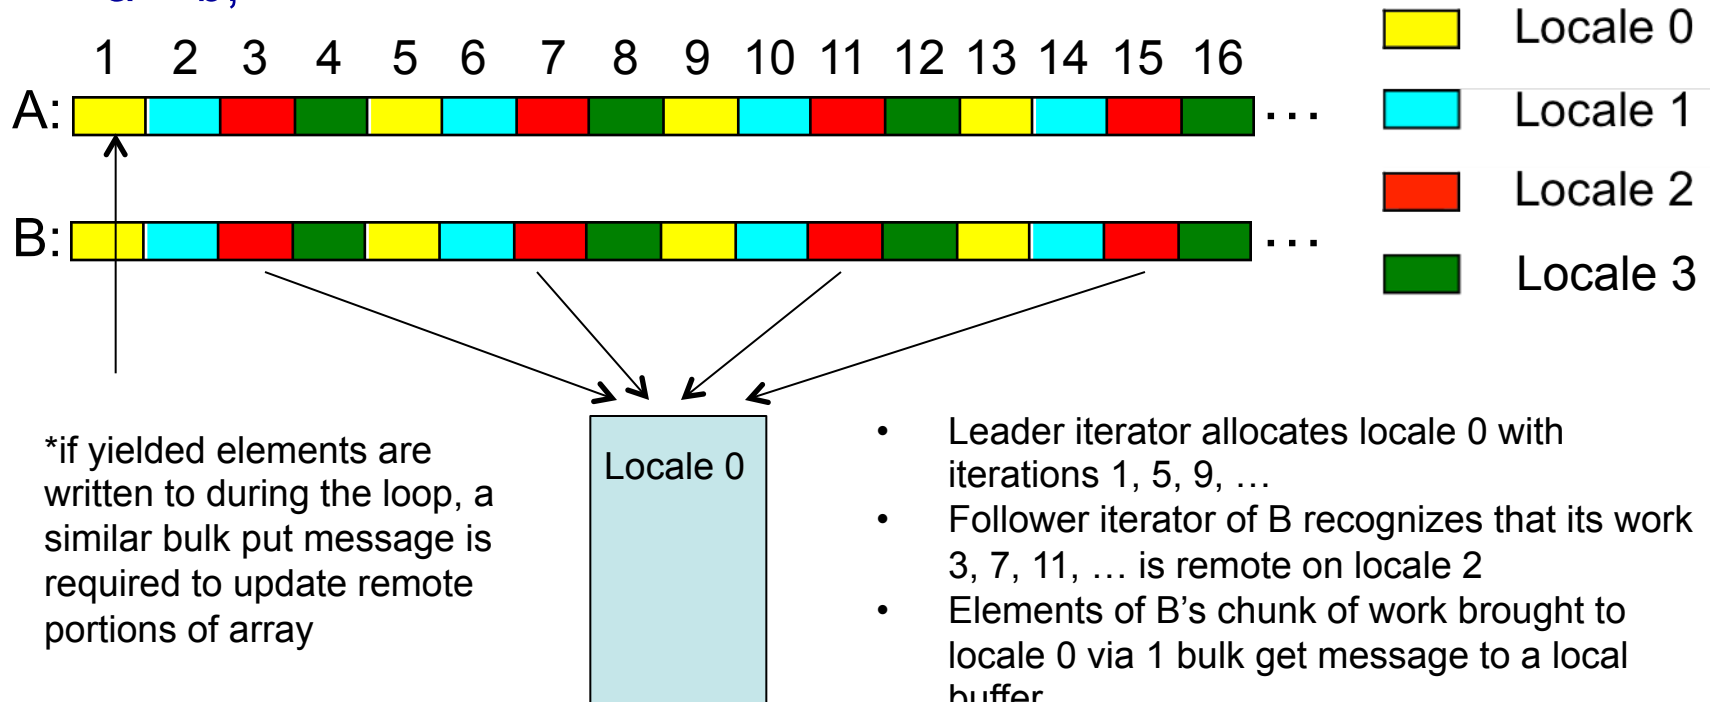 1 2 3 4 5 6 7 8 9 10 11 12 13 14 15 16
A:
...
B:
...
Locale 0
Locale 1
Locale 2
Locale 3
*if yielded elements are
written to during the loop, a
similar bulk put message is
required to update remote
portions of array
Locale 0
• Leader iterator allocates locale 0 with
iterations 1, 5, 9, …
• Follower iterator of B recognizes that its work
3, 7, 11, … is remote on locale 2
• Elements of B’s chunk of work brought to
locale 0 via 1 bulk get message to a local
buffer